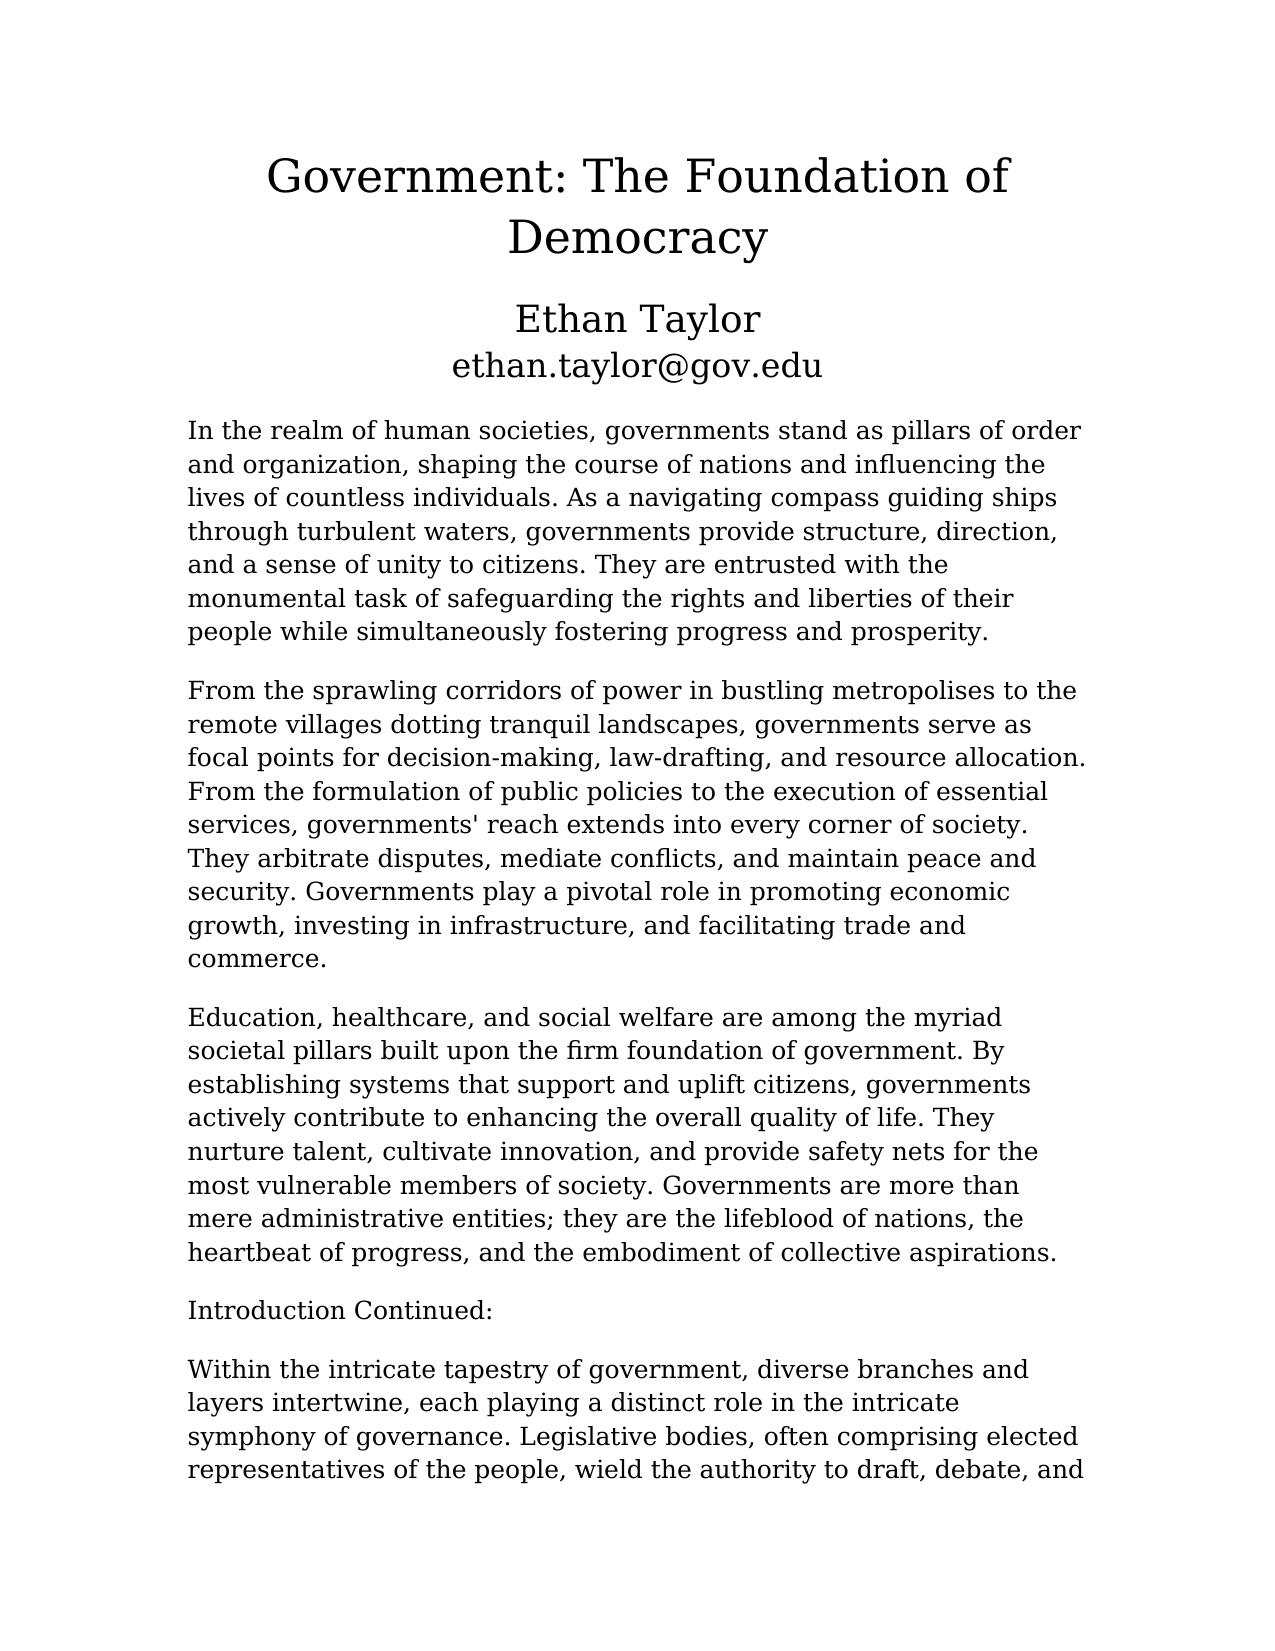 Government: The Foundation of
Democracy
Ethan Taylor
ethan.taylor@gov.edu
In the realm of human societies, governments stand as pillars of order
and organization, shaping the course of nations and influencing the
lives of countless individuals. As a navigating compass guiding ships
through turbulent waters, governments provide structure, direction,
and a sense of unity to citizens. They are entrusted with the
monumental task of safeguarding the rights and liberties of their
people while simultaneously fostering progress and prosperity.
From the sprawling corridors of power in bustling metropolises to the
remote villages dotting tranquil landscapes, governments serve as
focal points for decision-making, law-drafting, and resource allocation.
From the formulation of public policies to the execution of essential
services, governments' reach extends into every corner of society.
They arbitrate disputes, mediate conflicts, and maintain peace and
security. Governments play a pivotal role in promoting economic
growth, investing in infrastructure, and facilitating trade and
commerce.
Education, healthcare, and social welfare are among the myriad
societal pillars built upon the firm foundation of government. By
establishing systems that support and uplift citizens, governments
actively contribute to enhancing the overall quality of life. They
nurture talent, cultivate innovation, and provide safety nets for the
most vulnerable members of society. Governments are more than
mere administrative entities; they are the lifeblood of nations, the
heartbeat of progress, and the embodiment of collective aspirations.
Introduction Continued:
Within the intricate tapestry of government, diverse branches and
layers intertwine, each playing a distinct role in the intricate
symphony of governance. Legislative bodies, often comprising elected
representatives of the people, wield the authority to draft, debate, and